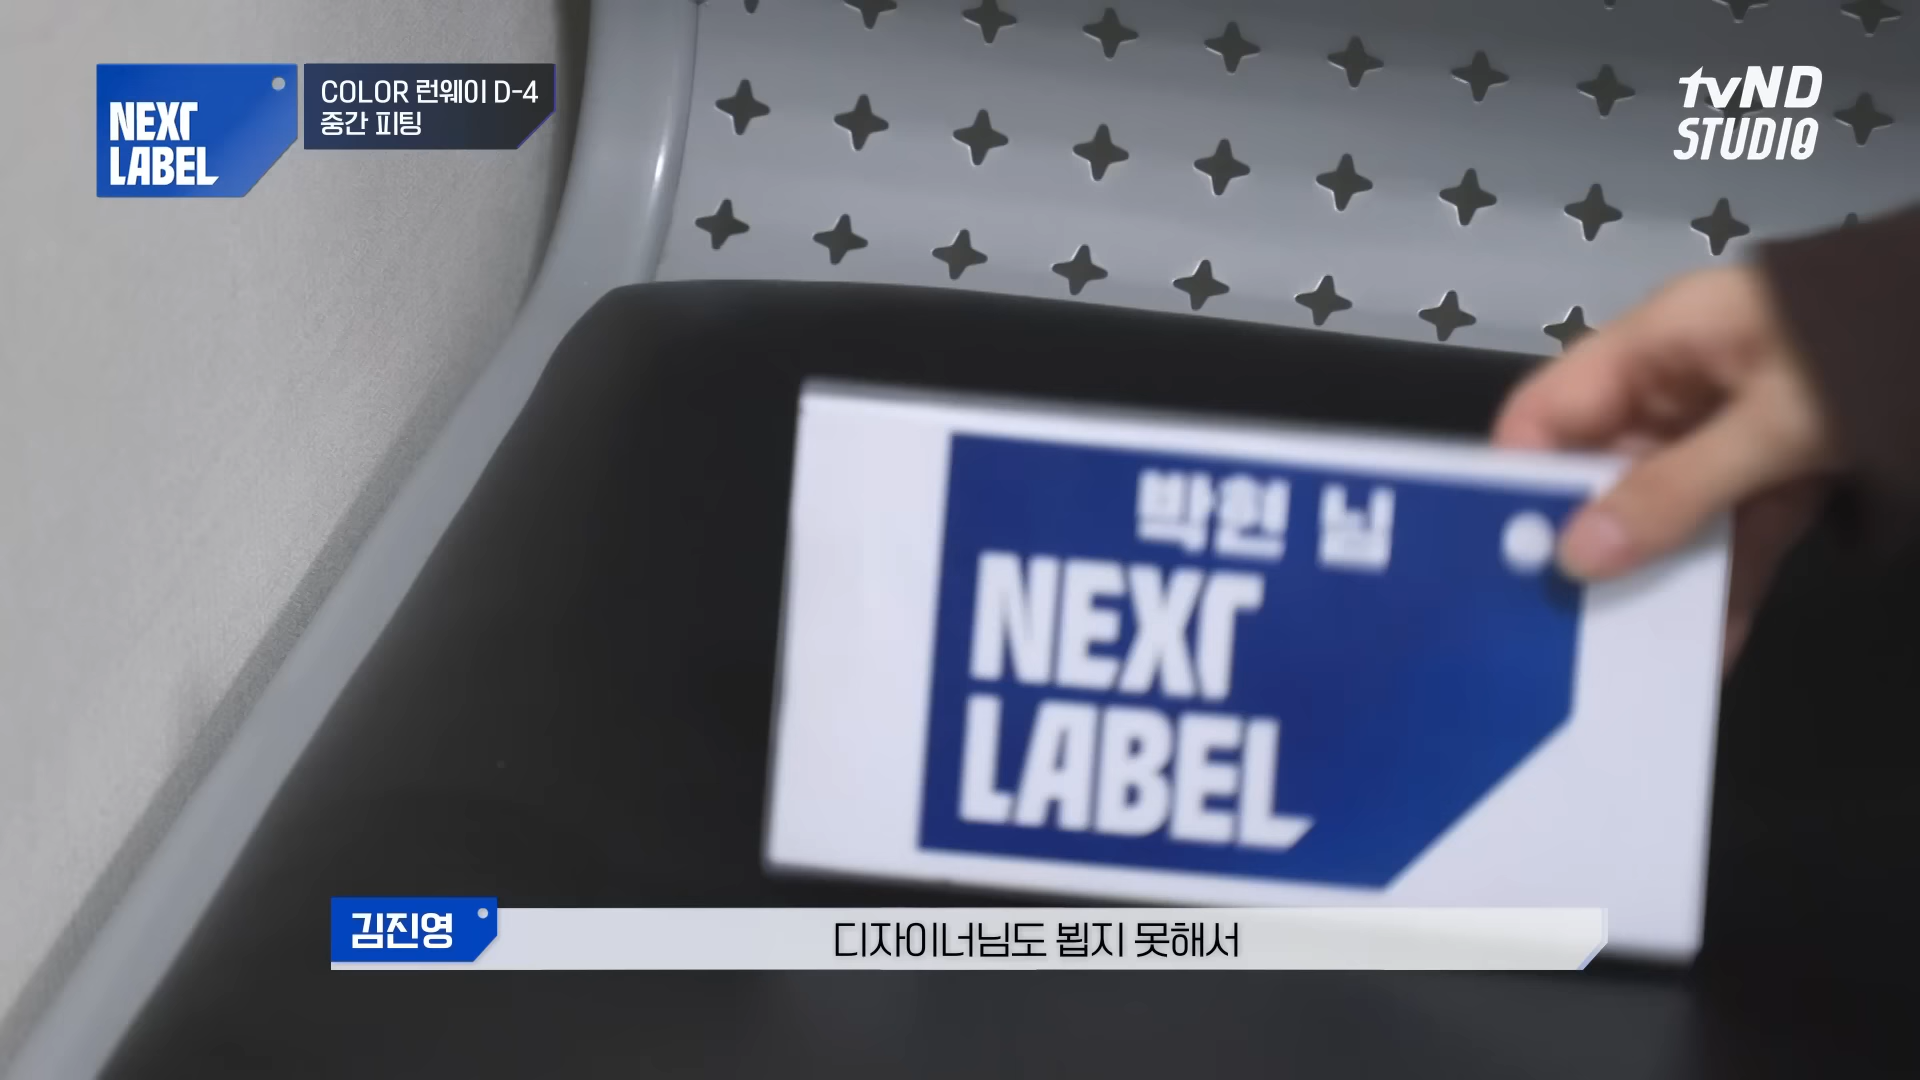 NEXT
LABEL
COLOR 런웨이 D-4
중간 피팅
tvND
STUDIO
박현 님
NEXT
LABEL
김진영
디자이너님도 뵙지 못해서